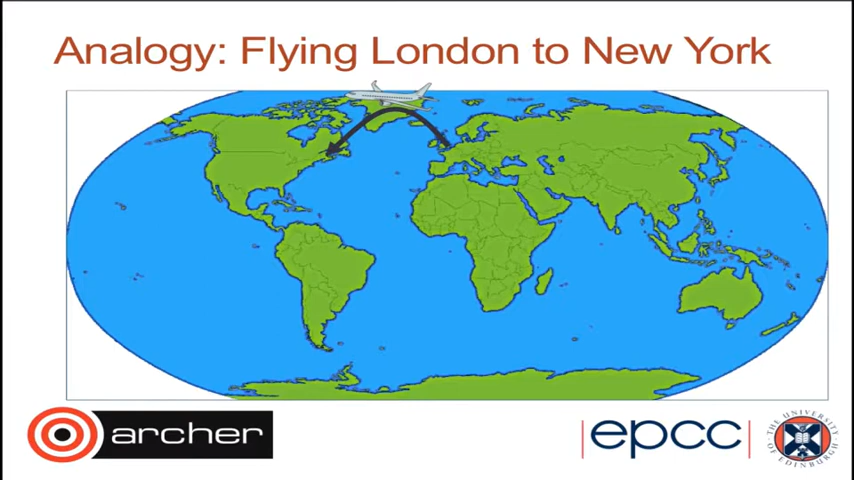 Analogy: Flying London to New York
archer
epcc
THE UNIVERSITY
OF EDINBURGH